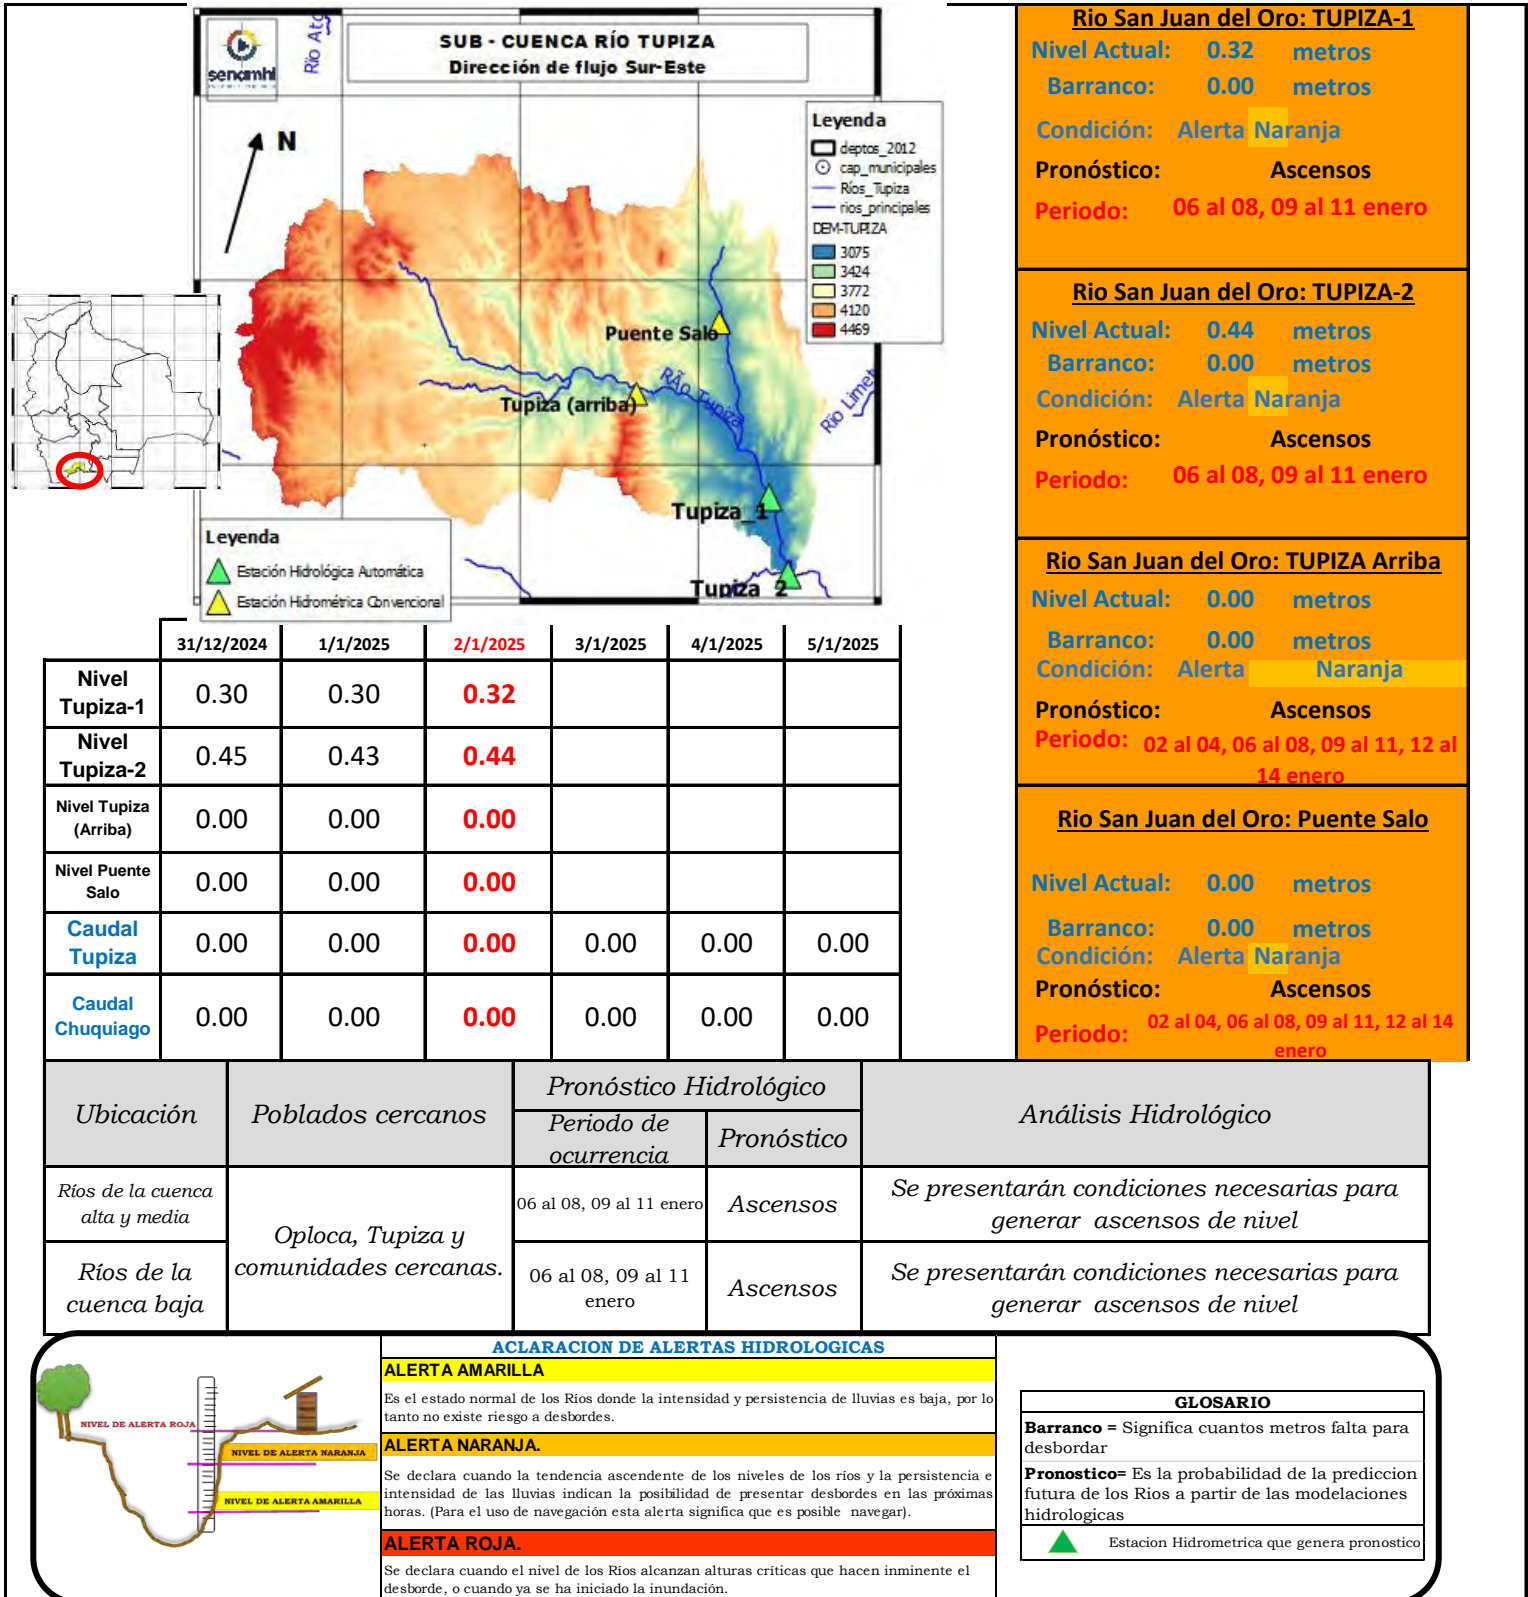 senamhi
Río Ato
SUB - CUENCA RÍO TUPIZA
Dirección de flujo Sur-Este
N
Leyenda
deptos_2012
cap_municipales
Ríos_Tupiza
rios_principales
DEM-TUPIZA
3075
3424
3772
4120
4469
Puente Salo
Tupiza (arriba)
RÃo Tupiza
Rio Limet
Tupiza_1
Tupiza_2
Leyenda
Estación Hidrológica Automática
Estación Hidrométrica Convencional
Rio San Juan del Oro: TUPIZA-1
Nivel Actual: 0.32 metros
Barranco: 0.00 metros
Condición: Alerta Naranja
Pronóstico: Ascensos
Periodo: 06 al 08, 09 al 11 enero
Rio San Juan del Oro: TUPIZA-2
Nivel Actual: 0.44 metros
Barranco: 0.00 metros
Condición: Alerta Naranja
Pronóstico: Ascensos
Periodo: 06 al 08, 09 al 11 enero
Rio San Juan del Oro: TUPIZA Arriba
Nivel Actual: 0.00 metros
Barranco: 0.00 metros
Condición: Alerta Naranja
Pronóstico: Ascensos
Periodo: 02 al 04, 06 al 08, 09 al 11, 12 al
14 enero
Rio San Juan del Oro: Puente Salo
Nivel Actual: 0.00 metros
Barranco: 0.00 metros
Condición: Alerta Naranja
Pronóstico: Ascensos
Periodo: 02 al 04, 06 al 08, 09 al 11, 12 al 14
enero
31/12/2024 1/1/2025 2/1/2025 3/1/2025 4/1/2025 5/1/2025
Nivel
Tupiza-1 0.30 0.30 0.32
Nivel
Tupiza-2 0.45 0.43 0.44
Nivel Tupiza
(Arriba) 0.00 0.00 0.00
Nivel Puente
Salo 0.00 0.00 0.00
Caudal
Tupiza 0.00 0.00 0.00 0.00 0.00 0.00
Caudal
Chuquiago 0.00 0.00 0.00 0.00 0.00 0.00
Ubicación
Poblados cercanos
Pronóstico Hidrológico
Periodo de
ocurrencia
Pronóstico
Análisis Hidrológico
Ríos de la cuenca
alta y media
Oploca, Tupiza y
comunidades cercanas.
06 al 08, 09 al 11 enero
Ascensos
Se presentarán condiciones necesarias para
generar ascensos de nivel
Ríos de la
cuenca baja
06 al 08, 09 al 11
enero
Ascensos
Se presentarán condiciones necesarias para
generar ascensos de nivel
NIVEL DE ALERTA ROJA
NIVEL DE ALERTA NARANJA
NIVEL DE ALERTA AMARILLA
ACLARACION DE ALERTAS HIDROLOGICAS
ALERTA AMARILLA
Es el estado normal de los Ríos donde la intensidad y persistencia de lluvias es baja, por lo
tanto no existe riesgo a desbordes.
ALERTA NARANJA.
Se declara cuando la tendencia ascendente de los niveles de los ríos y la persistencia e
intensidad de las lluvias indican la posibilidad de presentar desbordes en las próximas
horas. (Para el uso de navegación esta alerta significa que es posible navegar).
ALERTA ROJA.
Se declara cuando el nivel de los Ríos alcanzan alturas críticas que hacen inminente el
desborde, o cuando ya se ha iniciado la inundación.
GLOSARIO
Barranco = Significa cuantos metros falta para
desbordar
Pronostico= Es la probabilidad de la prediccion
futura de los Rios a partir de las modelaciones
hidrologicas
Estacion Hidrometrica que genera pronostico